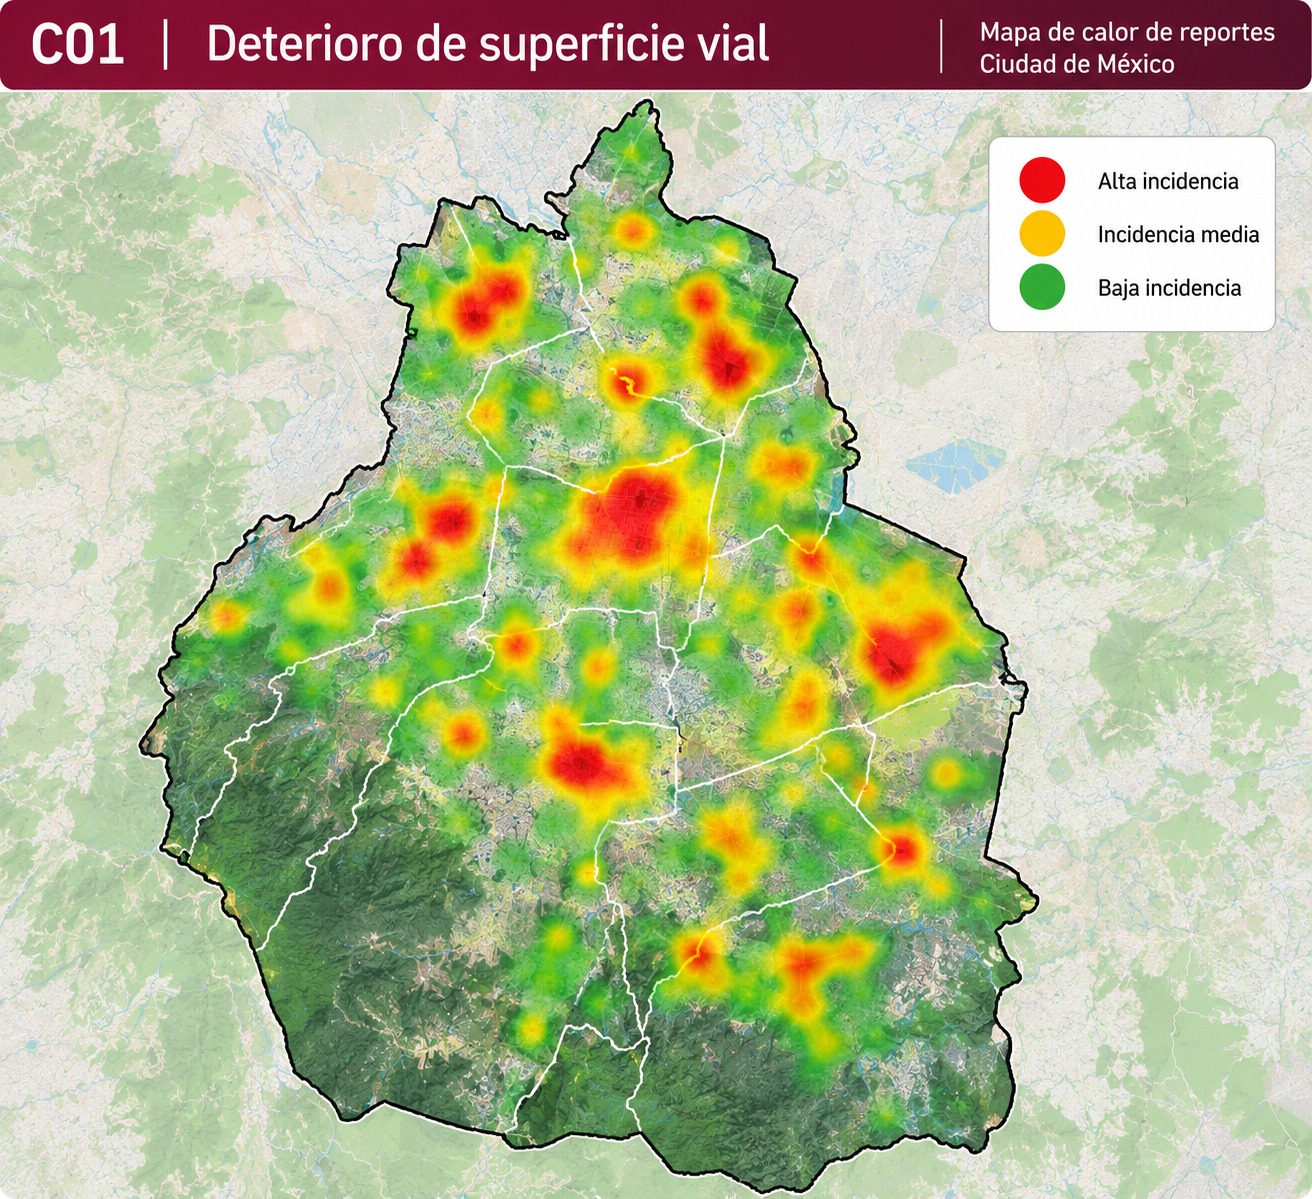 C01 | Deterioro de superficie vial
Mapa de calor de reportes
Ciudad de México
Alta incidencia
Incidencia media
Baja incidencia